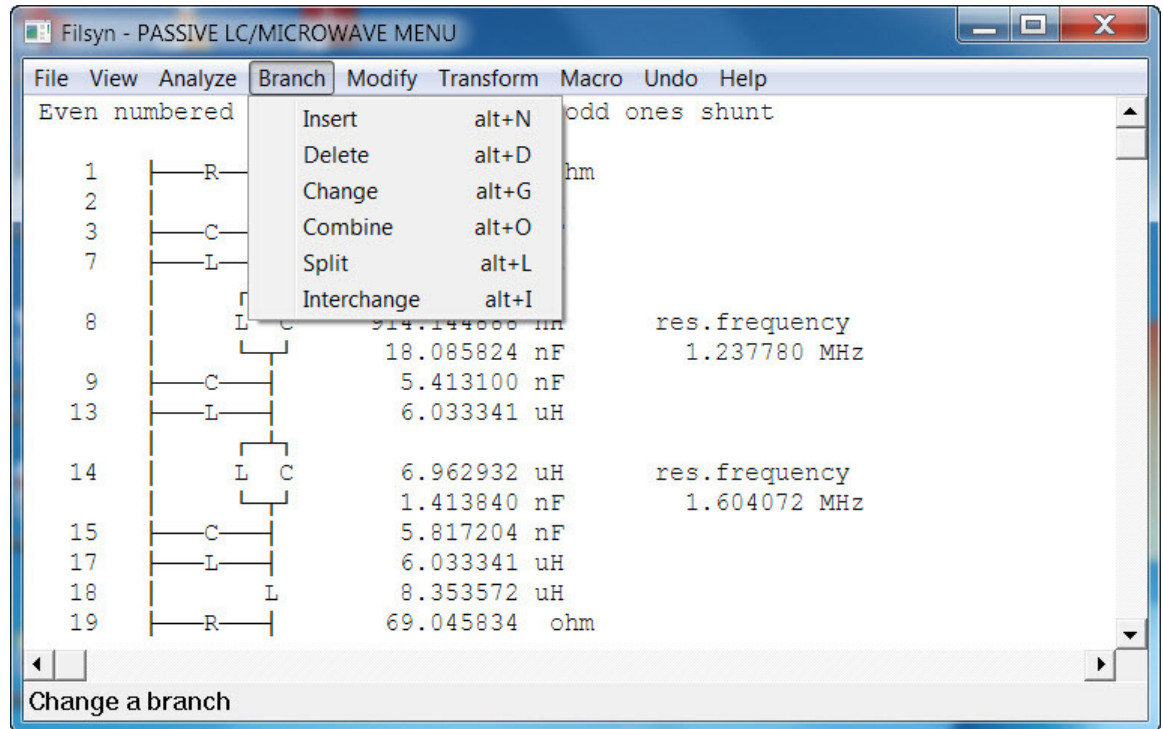 Filsyn - PASSIVE LC/MICROWAVE MENU
File View Analyze Branch Modify Transform Macro Undo Help
Even numbered odd ones shunt
Insert alt+N
Delete alt+D
Change alt+G
Combine alt+O
Split alt+L
Interchange alt+I
1 R hm
2
3 C
7 L
8 L C 914.144888 nH res.frequency
18.085824 nF 1.237780 MHz
9 C 5.413100 nF
13 L 6.033341 uH
14 L C 6.962932 uH res.frequency
1.413840 nF 1.604072 MHz
15 C 5.817204 nF
17 L 6.033341 uH
18 L 8.353572 uH
19 R 69.045834 ohm
Change a branch